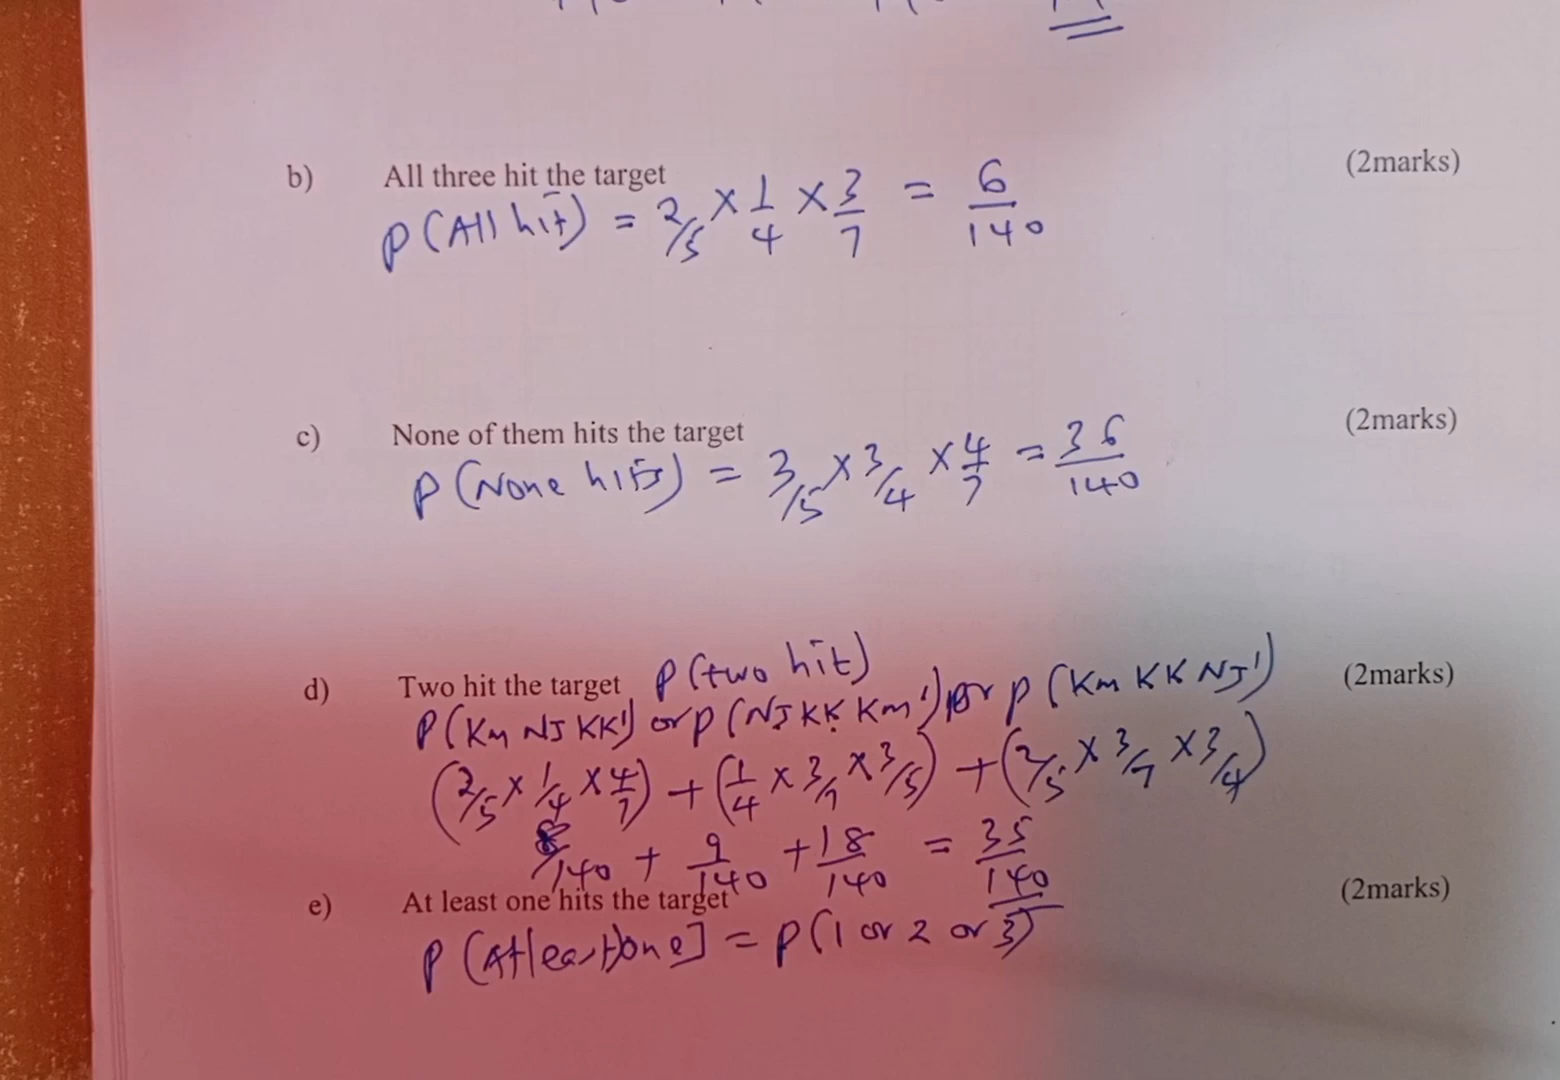 b) All three hit the target (2marks)
P(All hit) = 2/5 × 1/4 × 3/7 = 6/140
c) None of them hits the target (2marks)
P(None hits) = 3/5 × 3/4 × 4/7 = 36/140
d) Two hit the target P(two hit) (2marks)
P(Km NJ KK') or P(NJ KK Km') or P(Km KK NJ')
(2/5 × 1/4 × 4/7) + (1/4 × 3/7 × 3/5) + (2/5 × 3/7 × 3/4)
8/140 + 9/140 + 18/140 = 35/140
e) At least one hits the target (2marks)
P(At least one] = P(1 or 2 or 3)